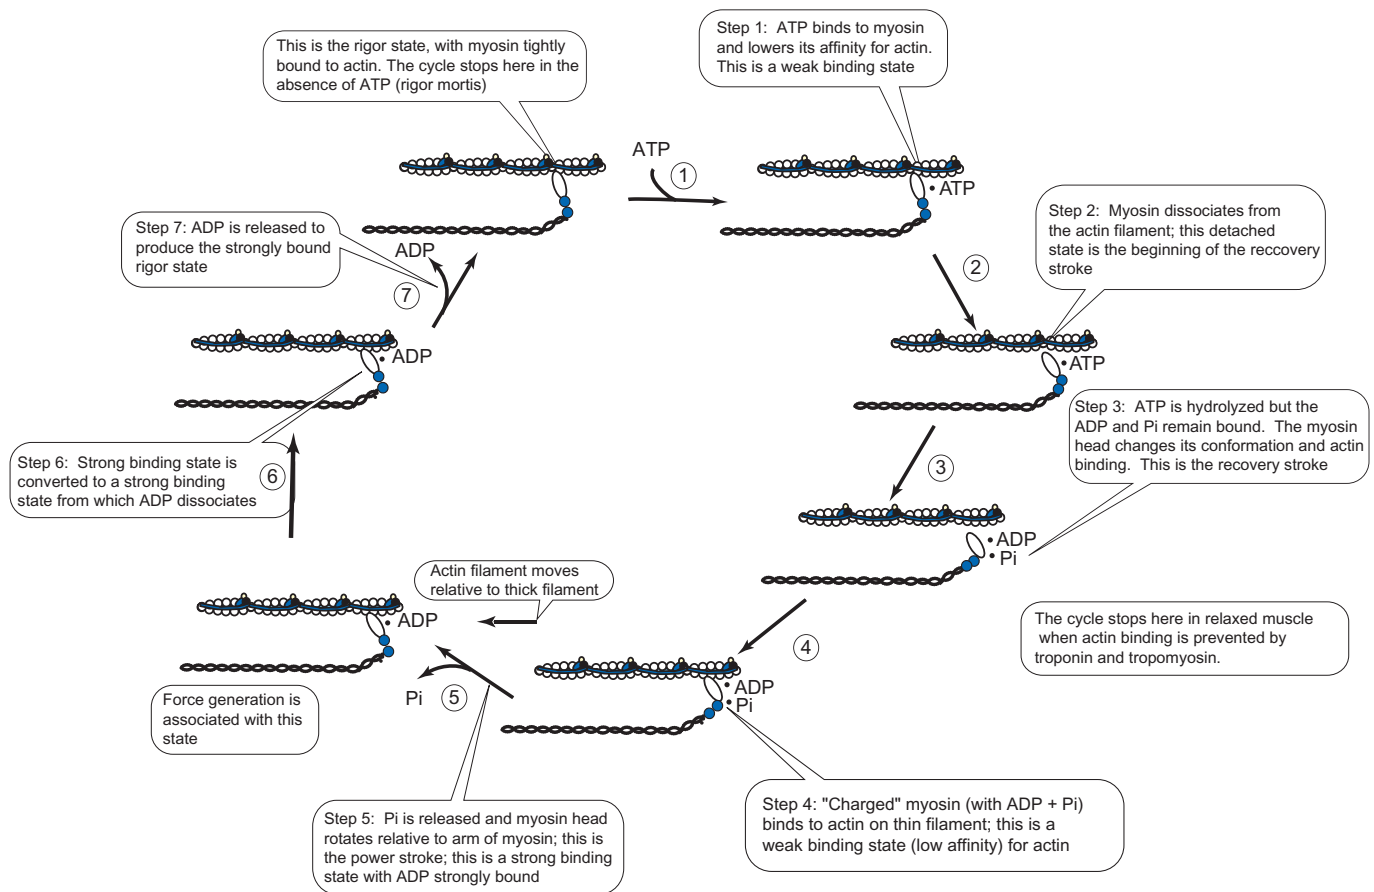 This is the rigor state, with myosin tightly
bound to actin. The cycle stops here in the
absence of ATP (rigor mortis)
Step 1: ATP binds to myosin
and lowers its affinity for actin.
This is a weak binding state
ATP
1
ATP
Step 2: Myosin dissociates from
the actin filament; this detached
state is the beginning of the reccovery
stroke
2
ATP
Step 3: ATP is hydrolyzed but the
ADP and Pi remain bound. The myosin
head changes its conformation and actin
binding. This is the recovery stroke
3
ADP
Pi
The cycle stops here in relaxed muscle
when actin binding is prevented by
troponin and tropomyosin.
4
ADP
Pi
Step 4: "Charged" myosin (with ADP + Pi)
binds to actin on thin filament; this is a
weak binding state (low affinity) for actin
Actin filament moves
relative to thick filament
5
Pi
Step 5: Pi is released and myosin head
rotates relative to arm of myosin; this is
the power stroke; this is a strong binding
state with ADP strongly bound
ADP
Force generation is
associated with this
state
6
Step 6: Strong binding state is
converted to a strong binding
state from which ADP dissociates
ADP
7
ADP
Step 7: ADP is released to
produce the strongly bound
rigor state